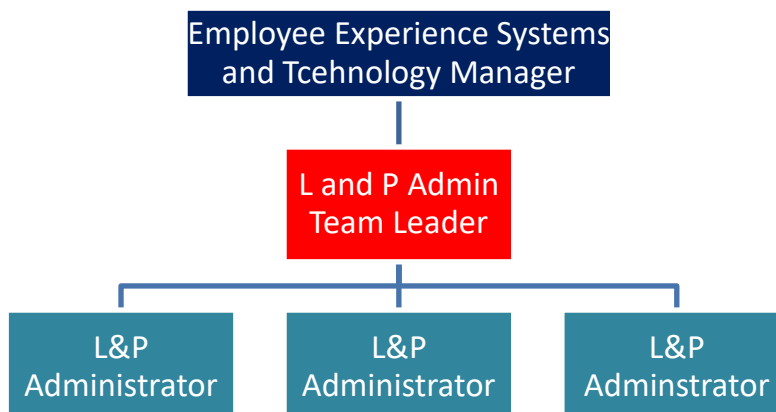 Employee Experience Systems
and Tcehnology Manager
L and P Admin
Team Leader
L&P
Administrator
L&P
Administrator
L&P
Adminstrator